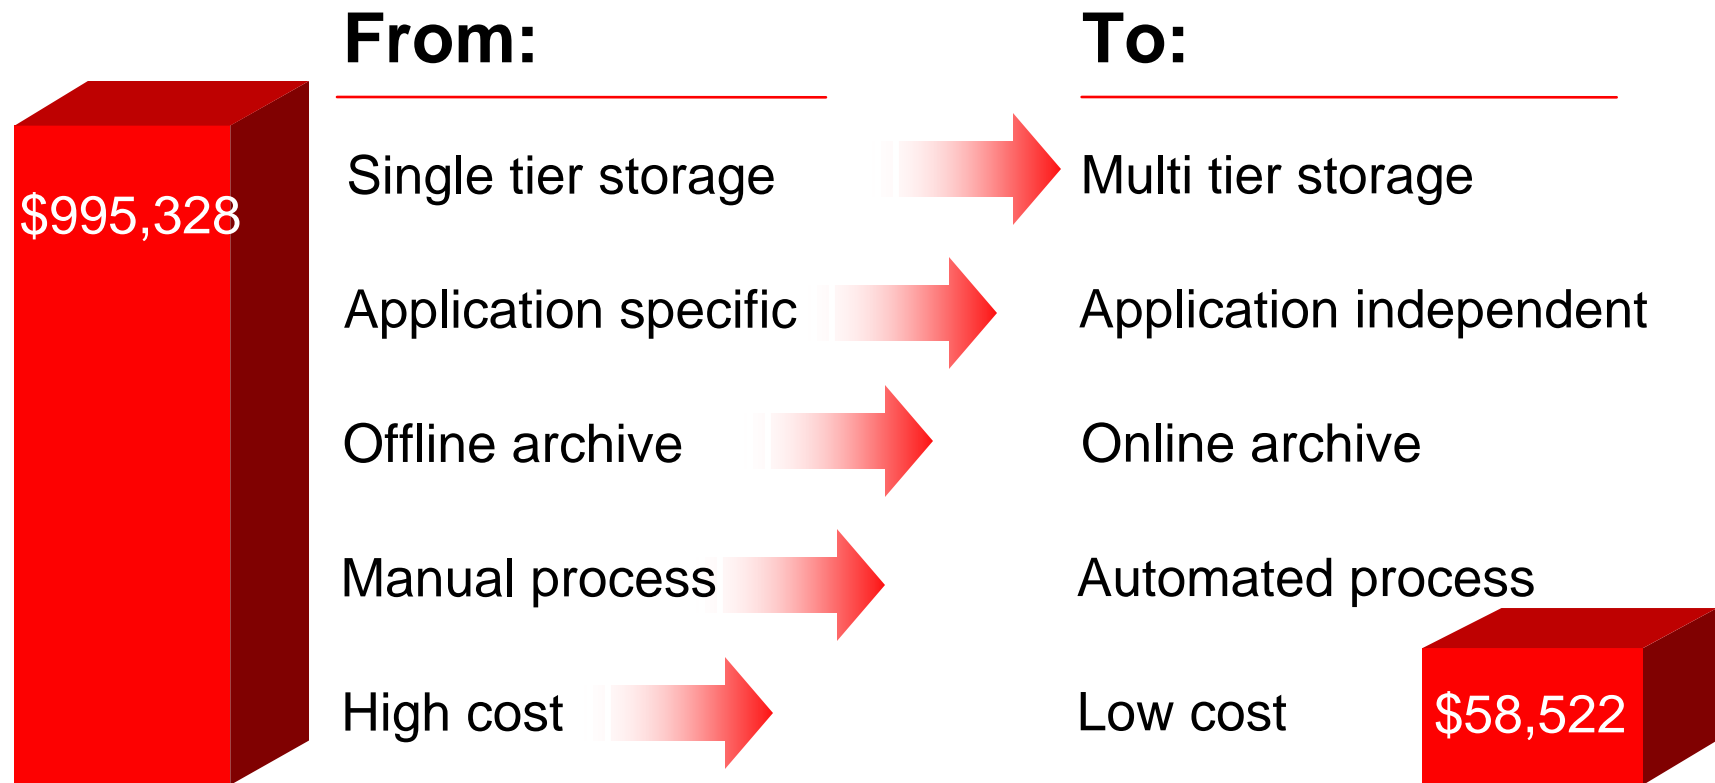 From: To:
$995,328
Single tier storage Multi tier storage
Application specific Application independent
Offline archive Online archive
Manual process Automated process
High cost Low cost $58,522